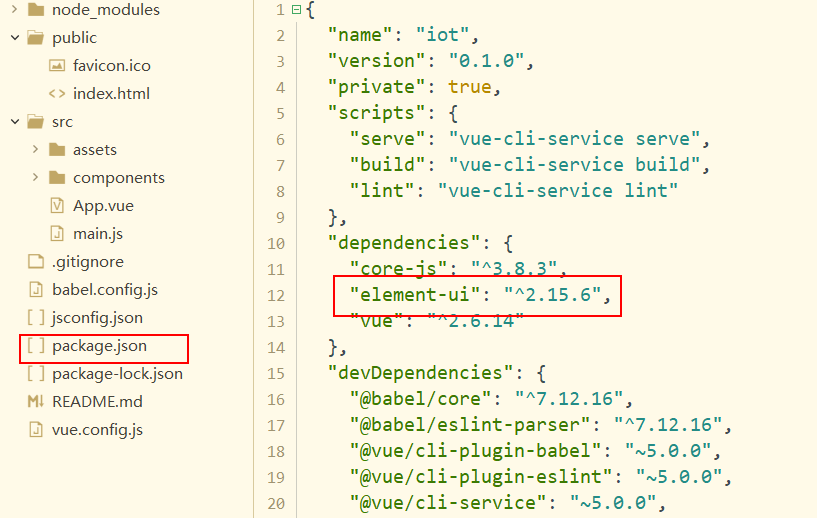 node_modules
public
favicon.ico
<> index.html
src
assets
components
App.vue
main.js
.gitignore
babel.config.js
[ ] jsconfig.json
[ ] package.json
[ ] package-lock.json
M↓ README.md
vue.config.js
1 {
2 "name": "iot",
3 "version": "0.1.0",
4 "private": true,
5 "scripts": {
6 "serve": "vue-cli-service serve",
7 "build": "vue-cli-service build",
8 "lint": "vue-cli-service lint"
9 },
10 "dependencies": {
11 "core-js": "^3.8.3",
12 "element-ui": "^2.15.6",
13 "vue": "^2.6.14"
14 },
15 "devDependencies": {
16 "@babel/core": "^7.12.16",
17 "@babel/eslint-parser": "^7.12.16",
18 "@vue/cli-plugin-babel": "~5.0.0",
19 "@vue/cli-plugin-eslint": "~5.0.0",
20 "@vue/cli-service": "~5.0.0",